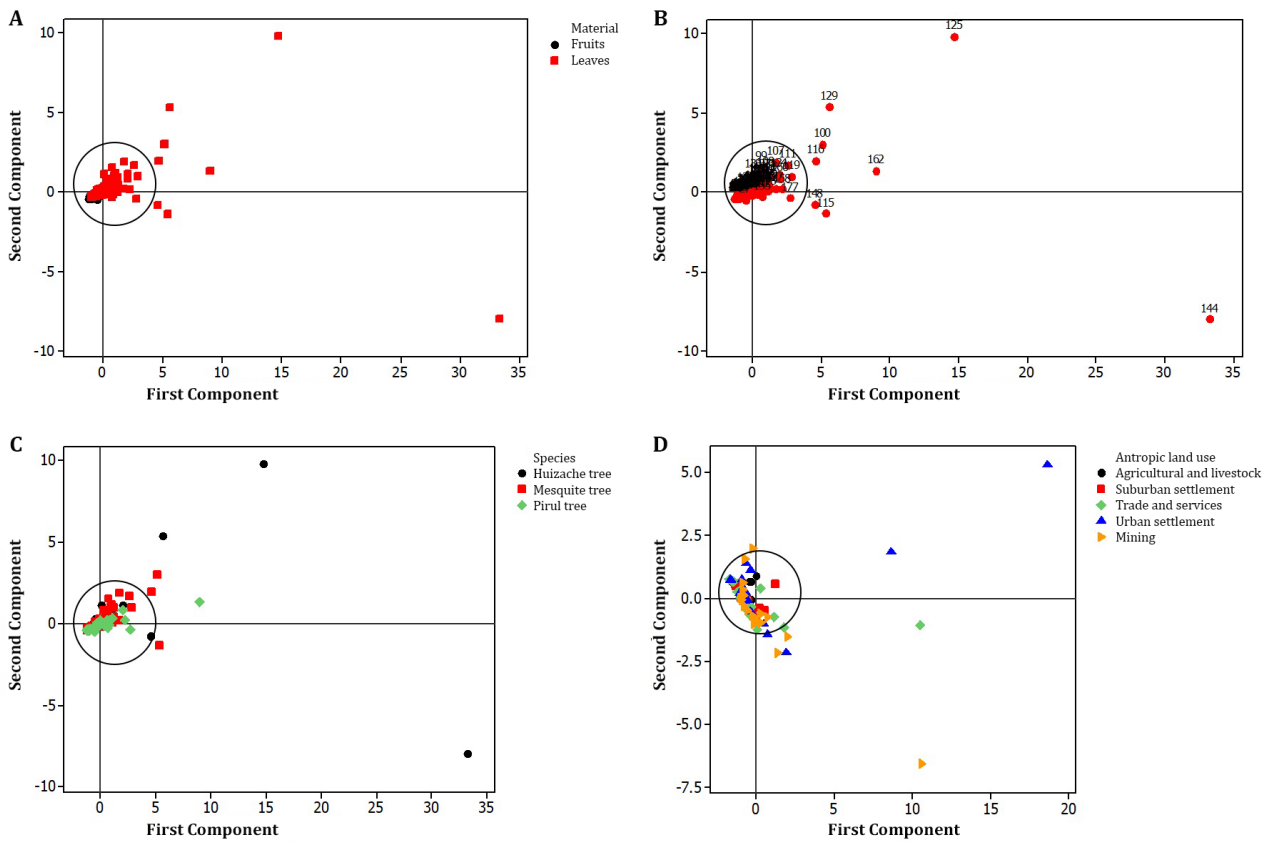 A
Second Component
10
5
0
-5
-10
0
5
10
15
20
25
30
35
First Component
Material
Fruits
Leaves
B
Second Component
10
5
0
-5
-10
125
129
100
116
162
99
107
111
177
148
115
144
0
5
10
15
20
25
30
35
First Component
C
Second Component
10
5
0
-5
-10
0
5
10
15
20
25
30
35
First Component
Species
Huizache tree
Mesquite tree
Pirul tree
D
Second Component
5.0
2.5
0.0
-2.5
-5.0
-7.5
0
5
10
15
20
First Component
Antropic land use
Agricultural and livestock
Suburban settlement
Trade and services
Urban settlement
Mining